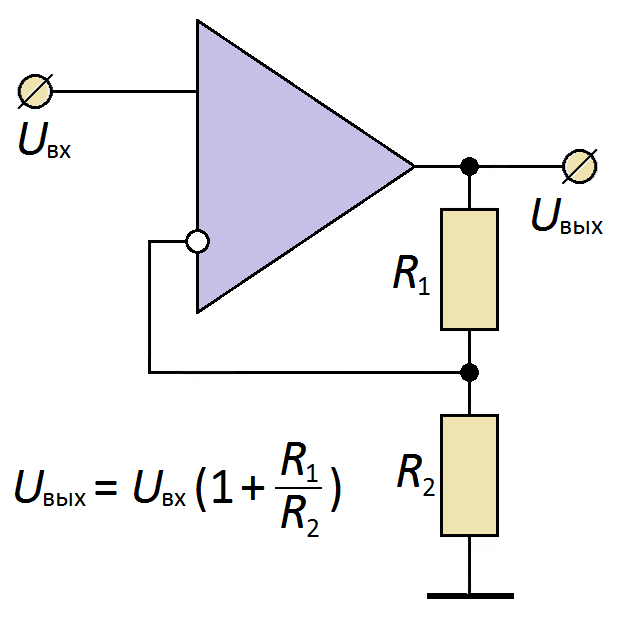 Uвх
Uвых
R1
R2
Uвых = Uвх (1 + R1/R2)